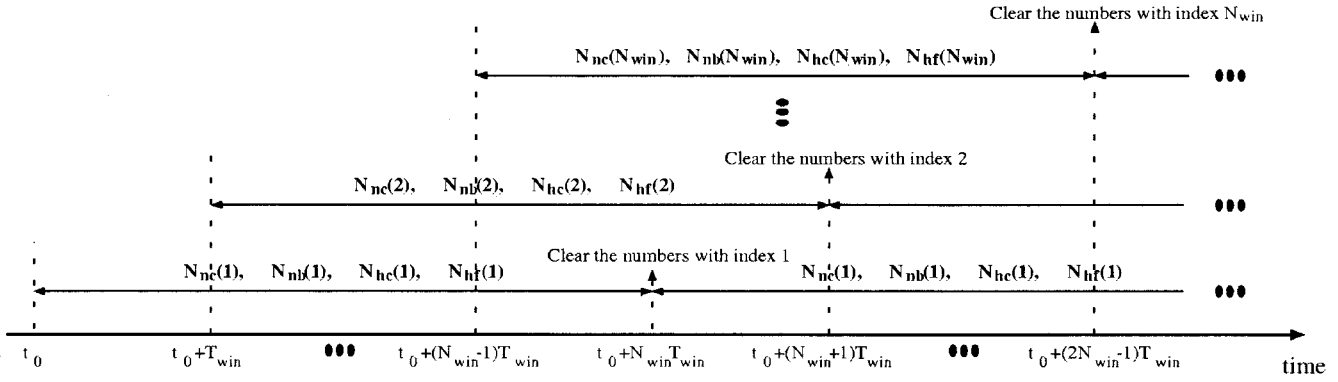 Clear the numbers with index N_win
N_nc(N_win), N_nb(N_win), N_hc(N_win), N_hf(N_win)
Clear the numbers with index 2
N_nc(2), N_nb(2), N_hc(2), N_hf(2)
Clear the numbers with index 1
N_nc(1), N_nb(1), N_hc(1), N_hf(1)
N_nc(1), N_nb(1), N_hc(1), N_hf(1)
t_0 t_0+T_win t_0+(N_win-1)T_win t_0+N_winT_win t_0+(N_win+1)T_win t_0+(2N_win-1)T_win
time